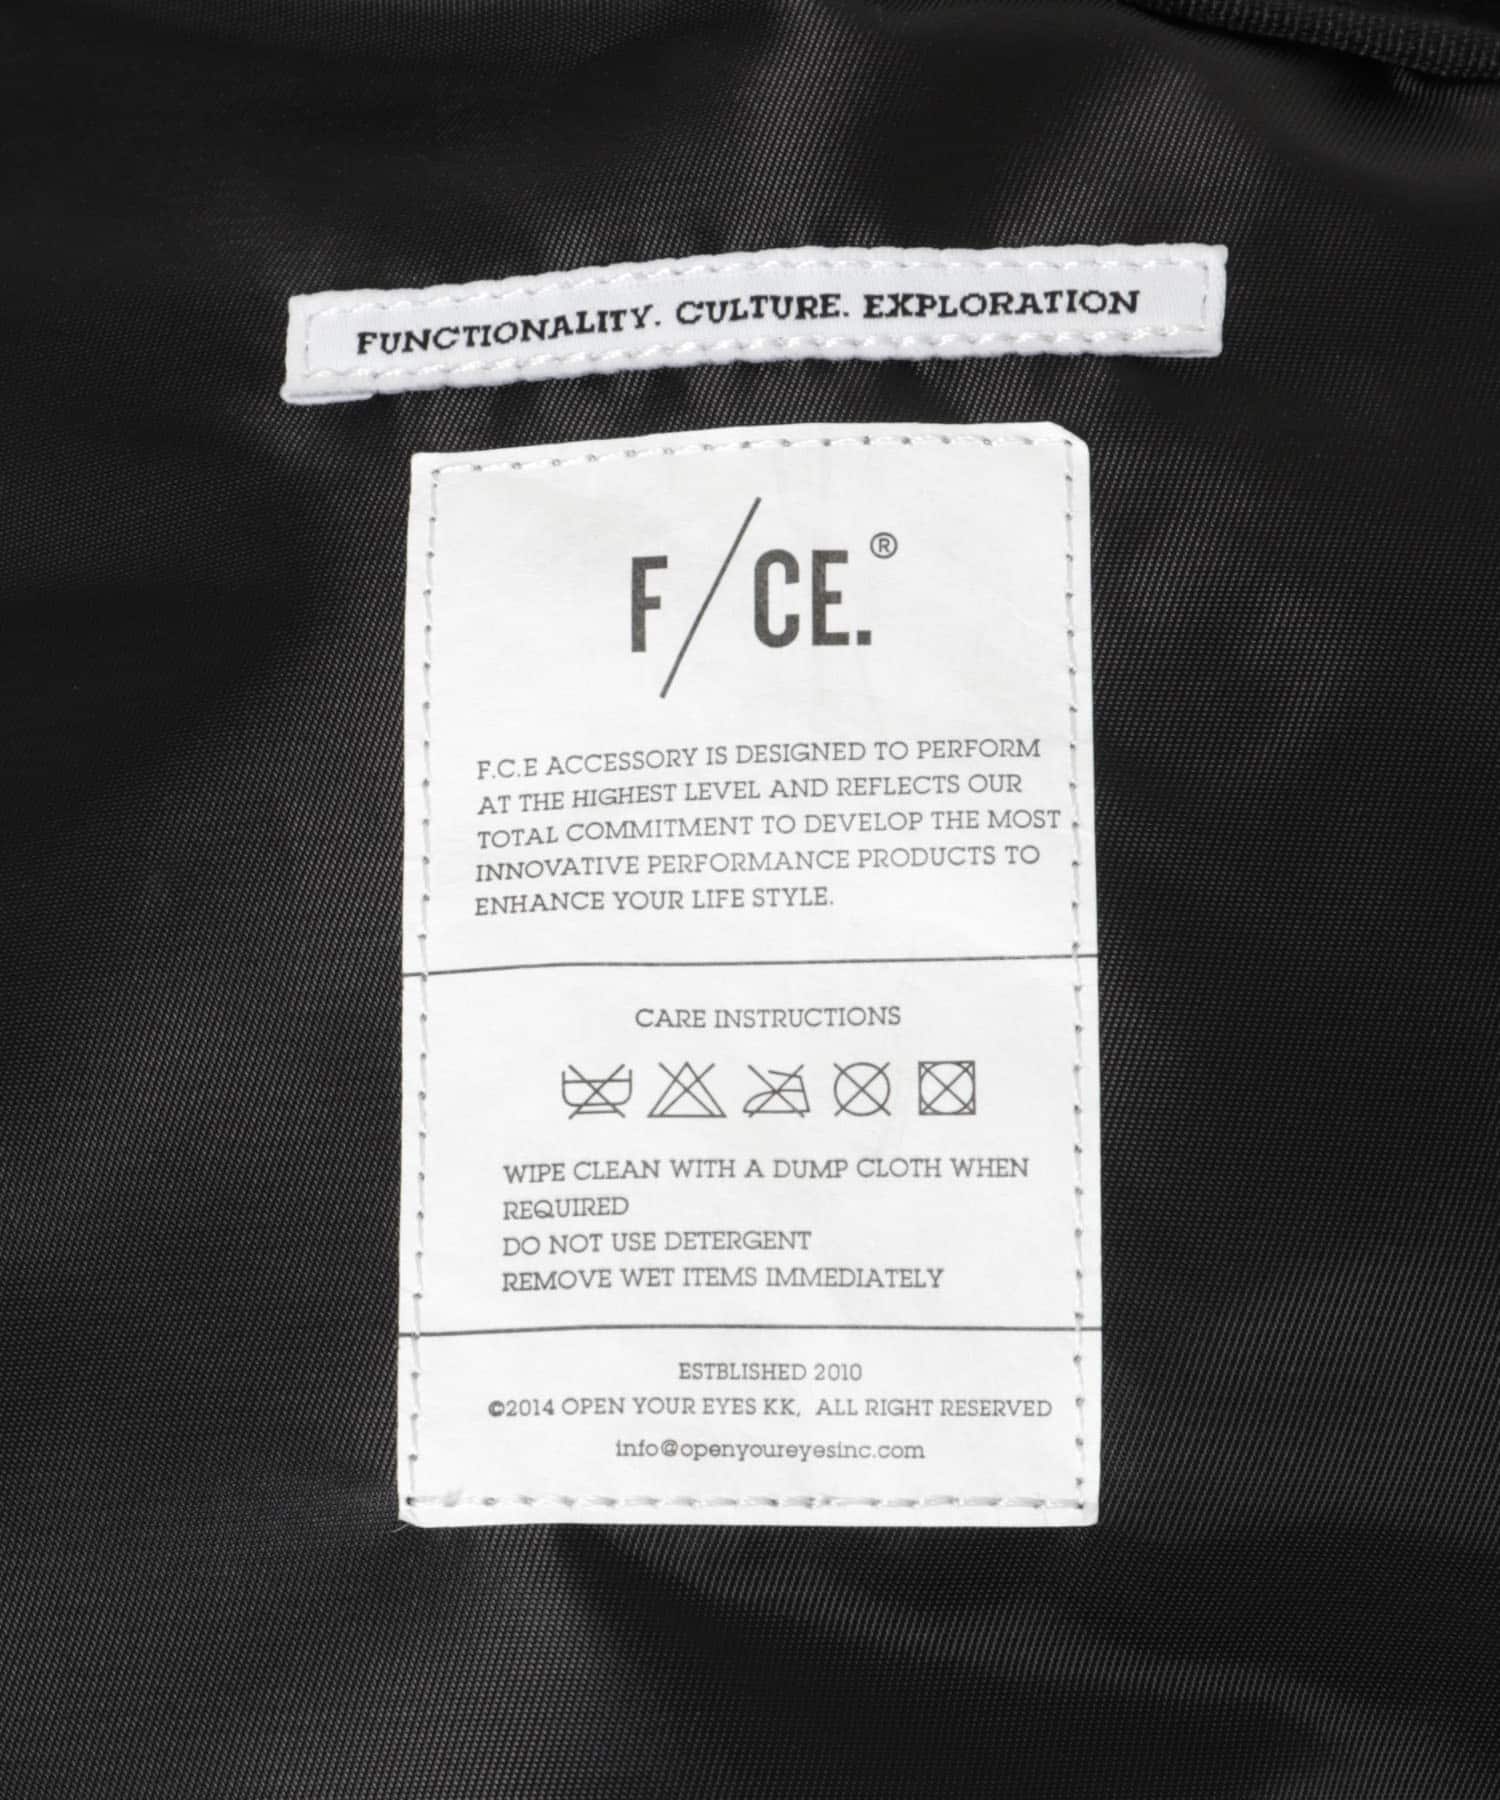 FUNCTIONALITY. CULTURE. EXPLORATION
F/CE.®
F.C.E ACCESSORY IS DESIGNED TO PERFORM
AT THE HIGHEST LEVEL AND REFLECTS OUR
TOTAL COMMITMENT TO DEVELOP THE MOST
INNOVATIVE PERFORMANCE PRODUCTS TO
ENHANCE YOUR LIFE STYLE.
CARE INSTRUCTIONS
WIPE CLEAN WITH A DUMP CLOTH WHEN
REQUIRED
DO NOT USE DETERGENT
REMOVE WET ITEMS IMMEDIATELY
ESTBLISHED 2010
©2014 OPEN YOUR EYES KK, ALL RIGHT RESERVED
info@openyoureyesinc.com